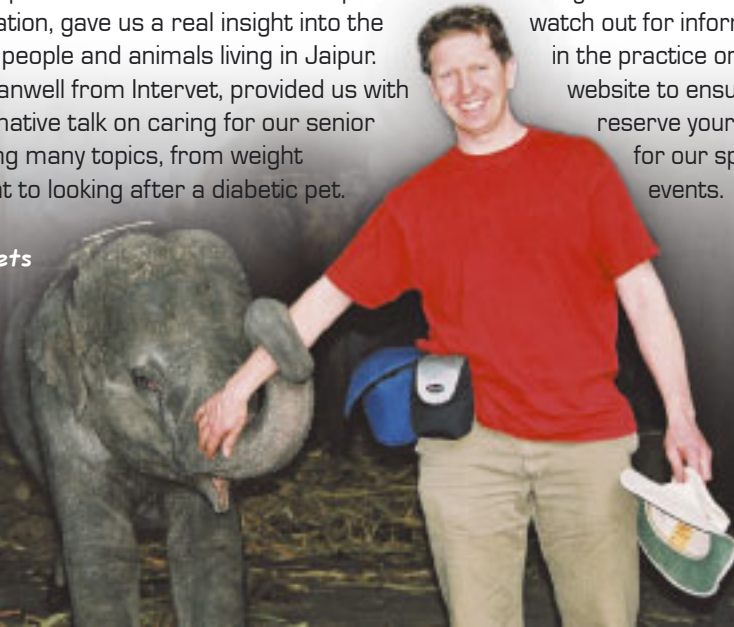 ation, gave us a real insight into the
people and animals living in Jaipur.
anwell from Intervet, provided us with
native talk on caring for our senior
ng many topics, from weight
t to looking after a diabetic pet.
ets
watch out for inforr
in the practice or
website to ensu
reserve your
for our sp
events.